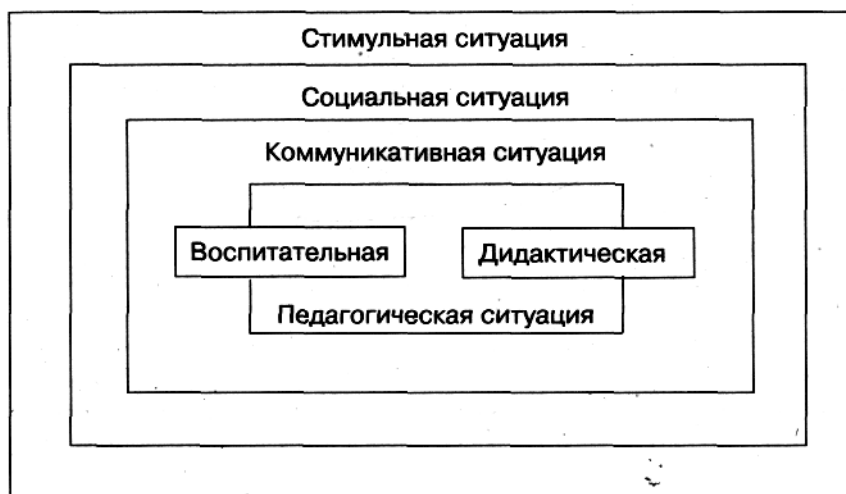 Стимульная ситуация
Социальная ситуация
Коммуникативная ситуация
Воспитательная
Дидактическая
Педагогическая ситуация